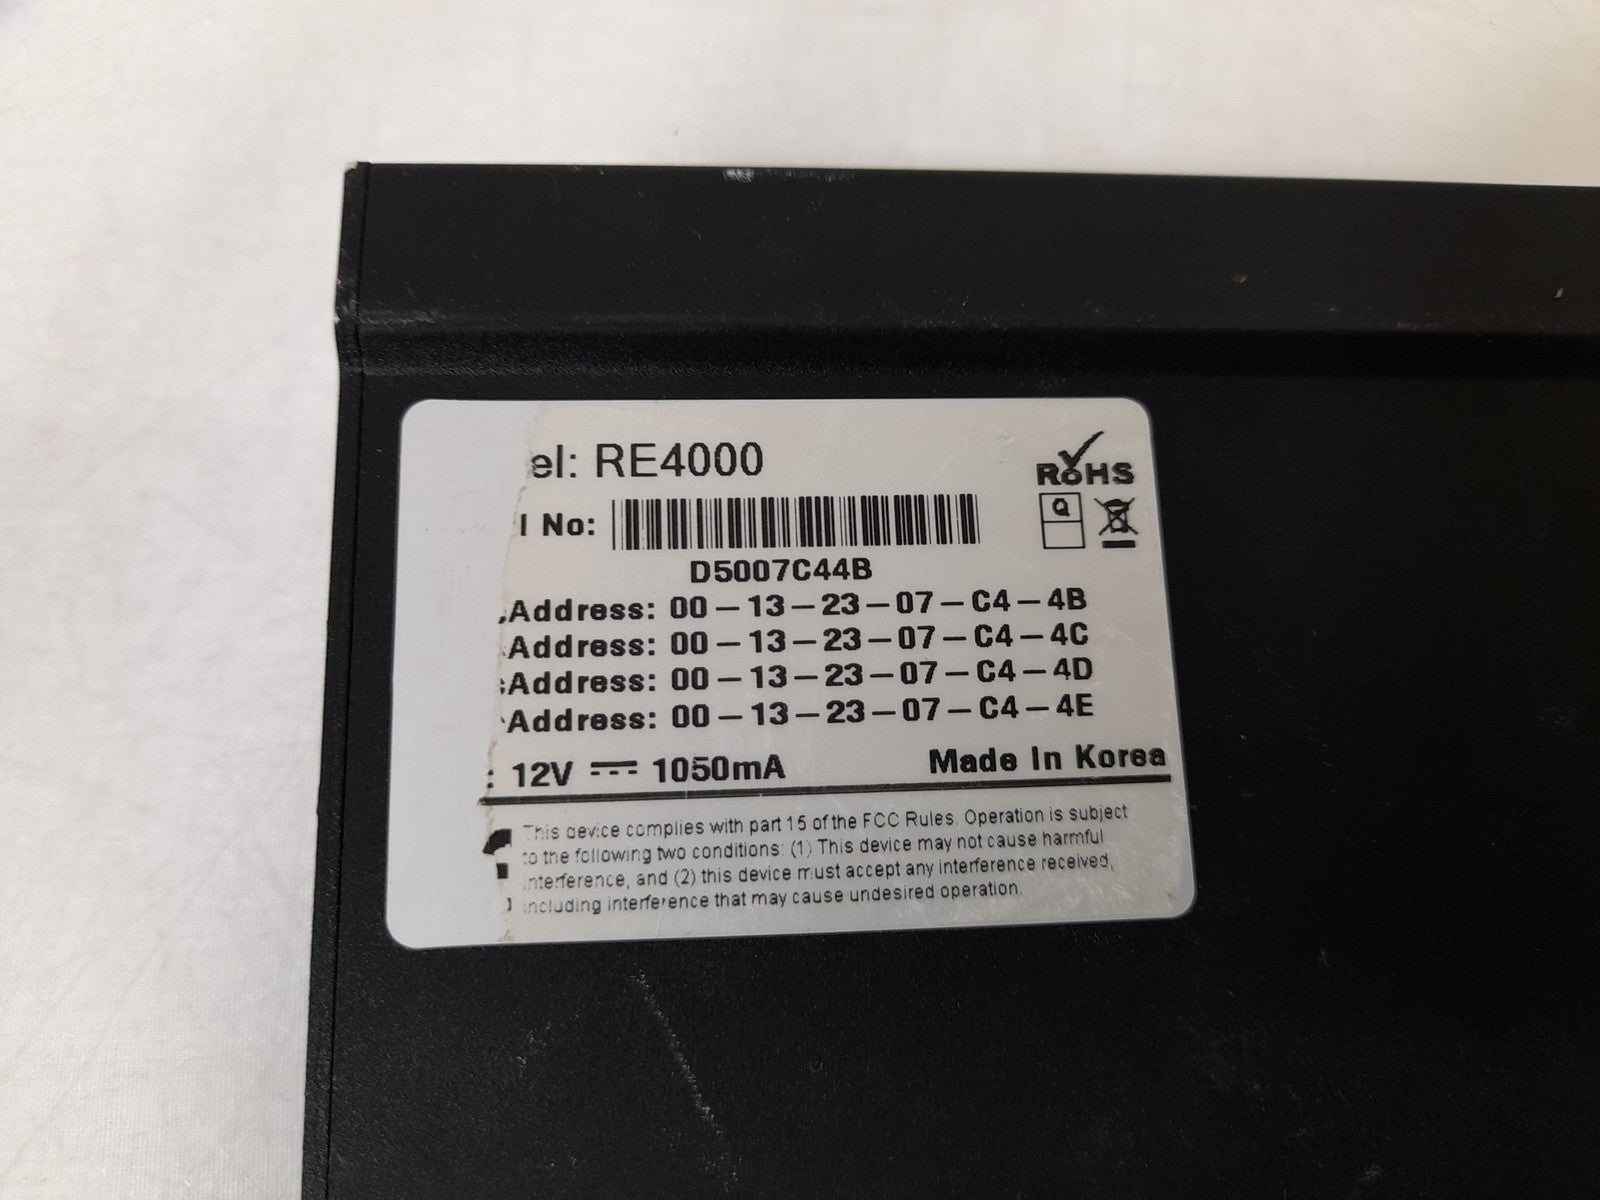 el: RE4000
RoHS
l No:
Q
D5007C44B
Address: 00-13-23-07-C4-4B
Address: 00-13-23-07-C4-4C
Address: 00-13-23-07-C4-4D
Address: 00-13-23-07-C4-4E
: 12V 1050mA Made In Korea
This device complies with part 15 of the FCC Rules. Operation is subject
to the following two conditions: (1) This device may not cause harmful
interference, and (2) this device must accept any interference received,
including interference that may cause undesired operation.